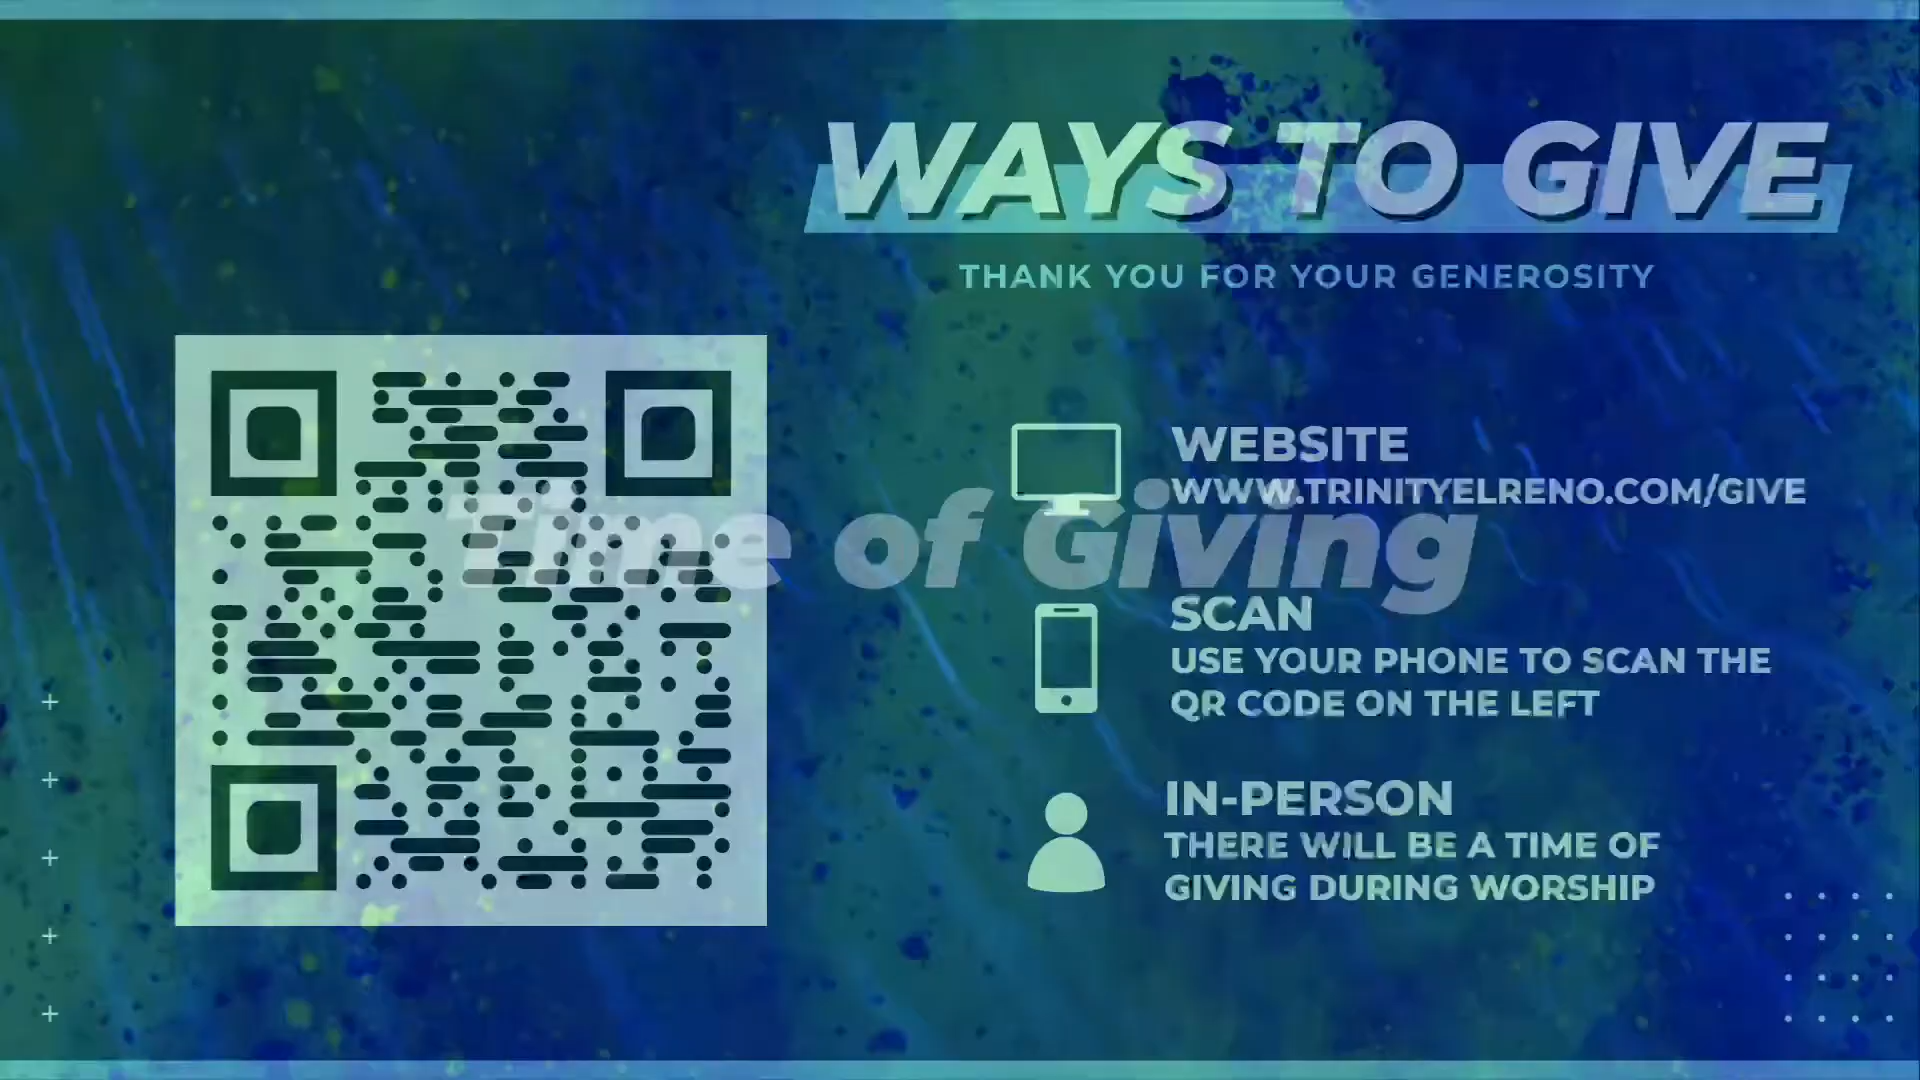 WAYS TO GIVE
THANK YOU FOR YOUR GENEROSITY
WEBSITE
WWW.TRINITYELRENO.COM/GIVE
Time of Giving
SCAN
USE YOUR PHONE TO SCAN THE
QR CODE ON THE LEFT
IN-PERSON
THERE WILL BE A TIME OF
GIVING DURING WORSHIP